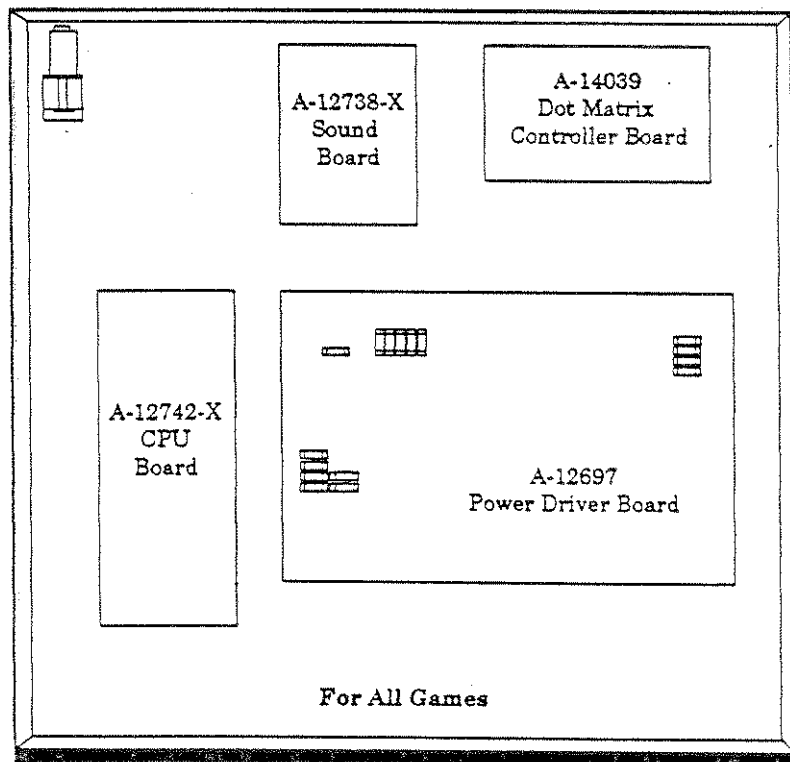 A-12738-X
Sound
Board
A-14039
Dot Matrix
Controller Board
A-12742-X
CPU
Board
A-12697
Power Driver Board
For All Games